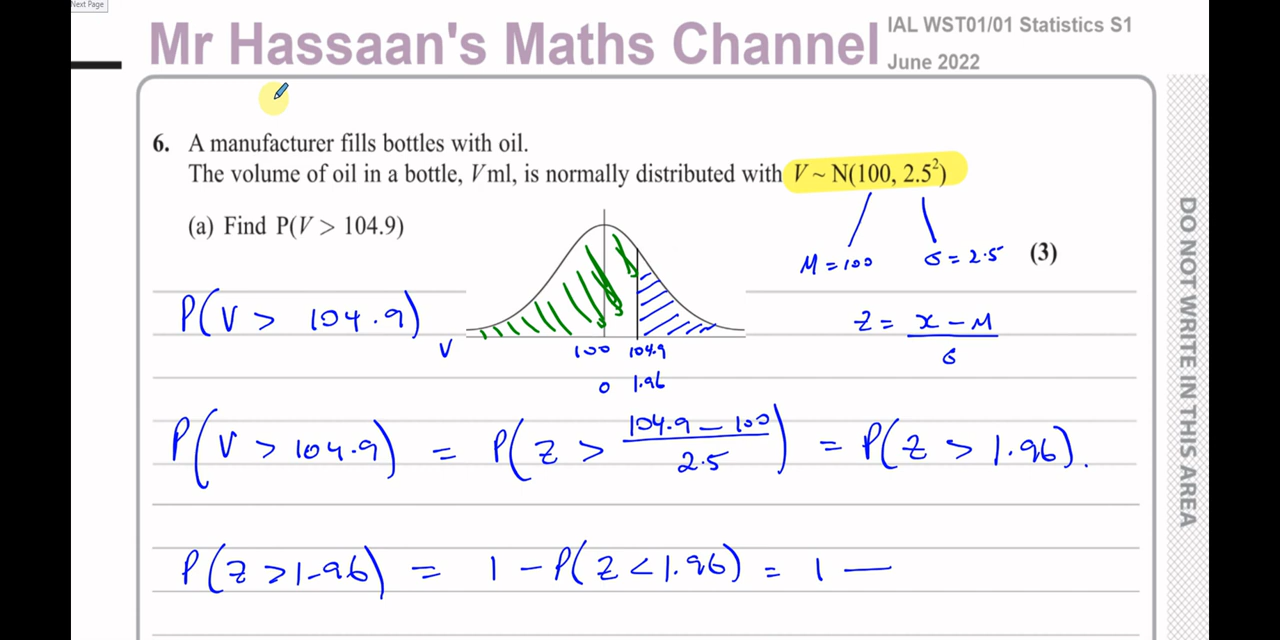 Next Page
Mr Hassaan's Maths Channel
IAL WST01/01 Statistics S1
June 2022
6. A manufacturer fills bottles with oil.
The volume of oil in a bottle, V ml, is normally distributed with V ~ N(100, 2.5²)
(a) Find P(V > 104.9)
(3)
M = 100
σ = 2.5
P(V > 104.9)
V
100
104.9
0
1.96
Z = (x - M) / σ
P(V > 104.9) = P(Z > (104.9 - 100) / 2.5) = P(Z > 1.96).
P(Z > 1.96) = 1 - P(Z < 1.96) = 1 —
DO NOT WRITE IN THIS AREA